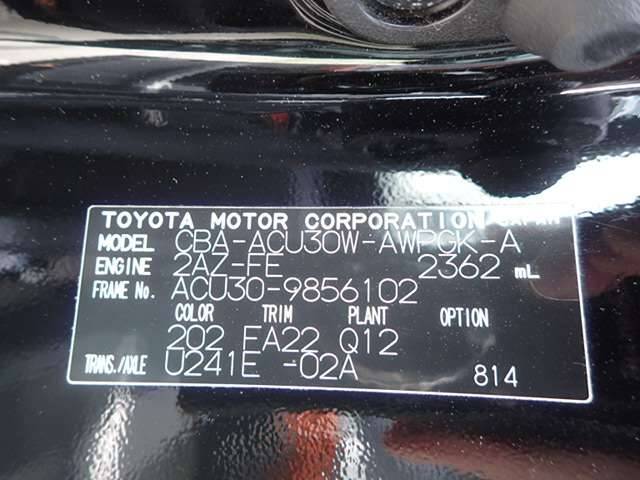 TOYOTA MOTOR CORPORATION JAPAN
MODEL CBA-ACU30W-AWPGK-A
ENGINE 2AZ-FE 2362 mL
FRAME No. ACU30-9856102
COLOR TRIM PLANT OPTION
202 FA22 Q12
TRANS./AXLE U241E -02A 814